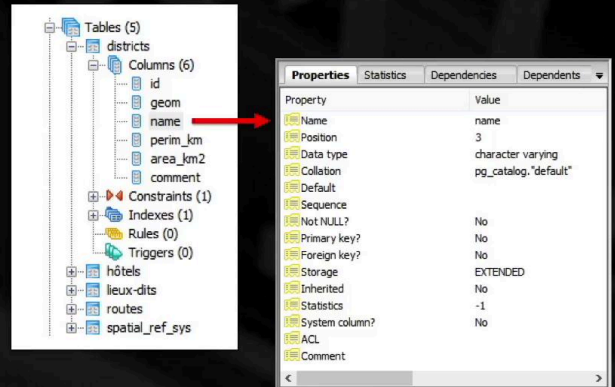 Tables (5)
districts
Columns (6)
id
geom
name
perim_km
area_km2
comment
Constraints (1)
Indexes (1)
Rules (0)
Triggers (0)
hôtels
lieux-dits
routes
spatial_ref_sys
Properties Statistics Dependencies Dependents
Property Value
Name name
Position 3
Data type character varying
Collation pg_catalog."default"
Default
Sequence
Not NULL? No
Primary key? No
Foreign key? No
Storage EXTENDED
Inherited No
Statistics -1
System column? No
ACL
Comment